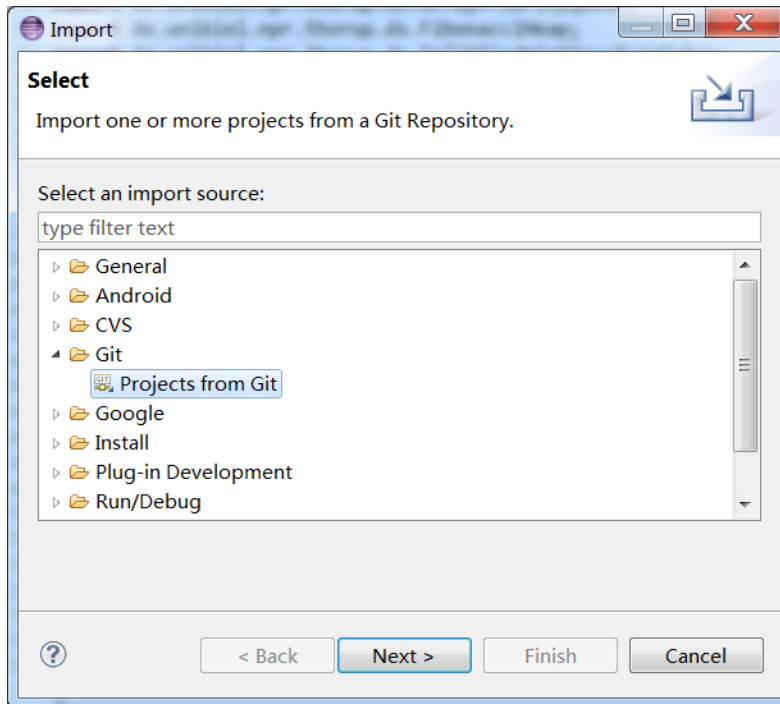 Import
Select
Import one or more projects from a Git Repository.
Select an import source:
type filter text
General
Android
CVS
Git
GIT Projects from Git
Google
Install
Plug-in Development
Run/Debug
? < Back Next > Finish Cancel